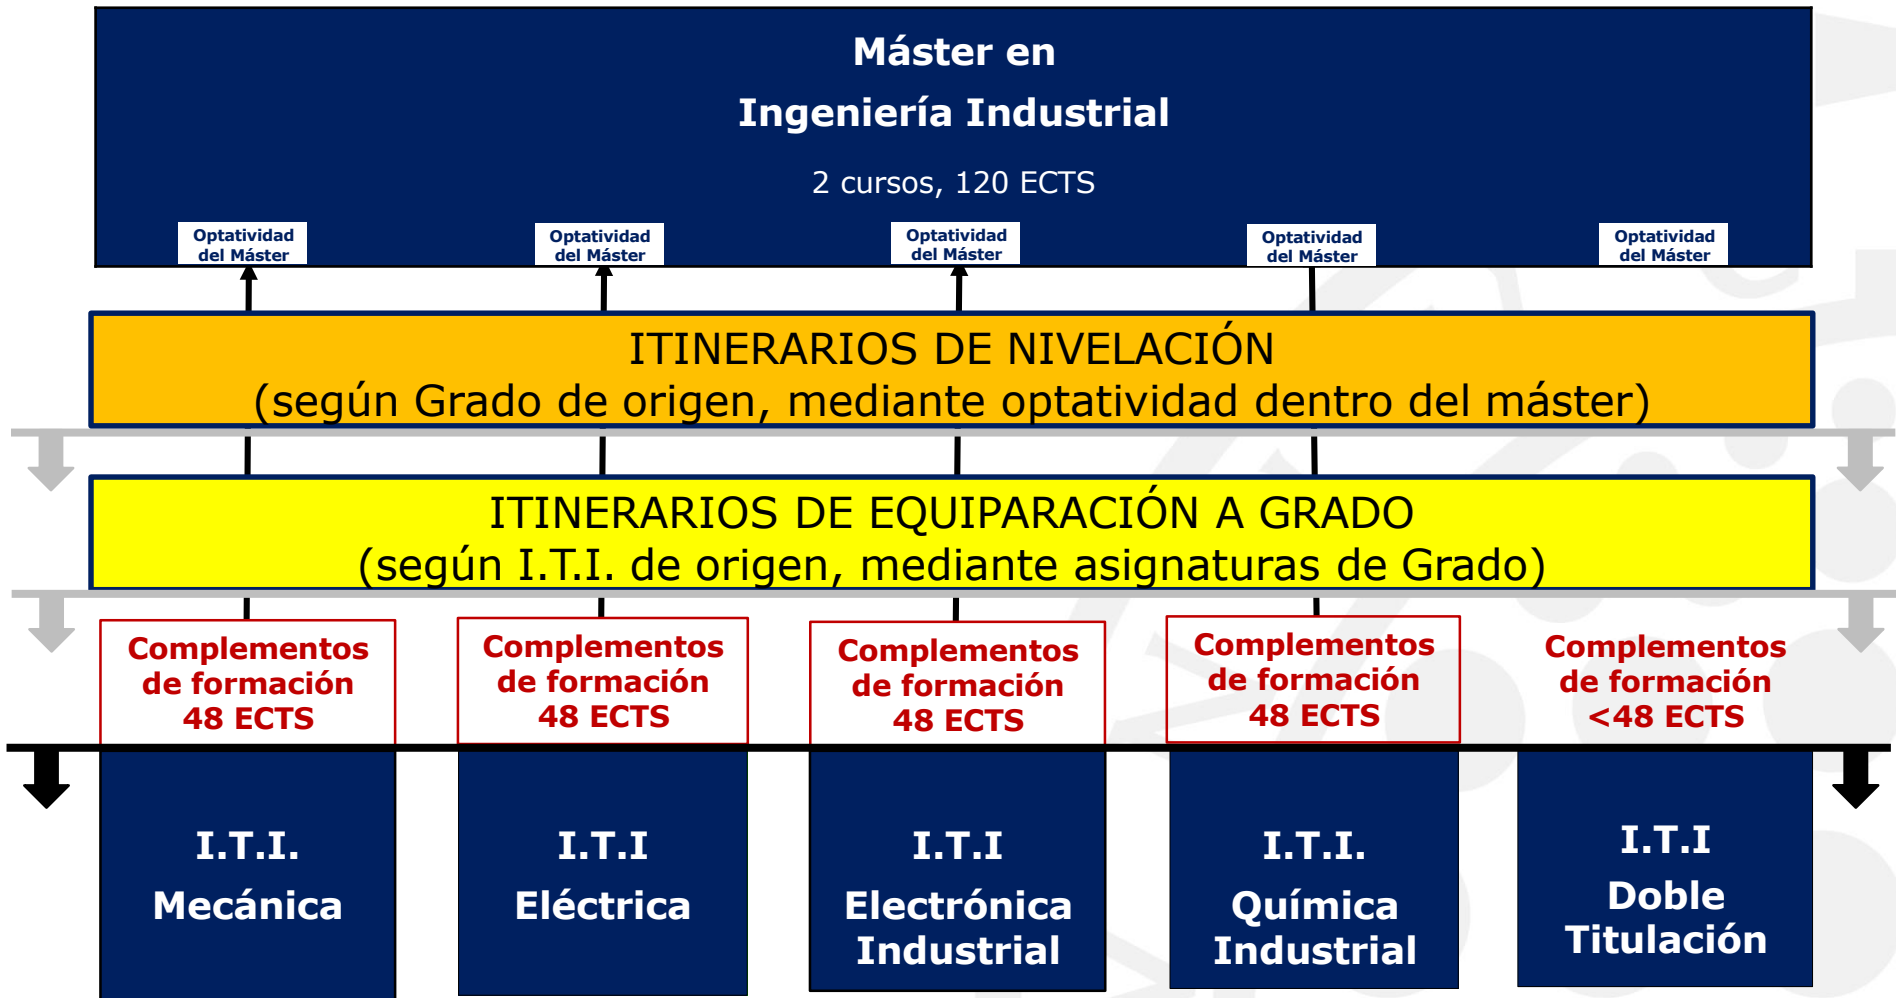 Máster en
Ingeniería Industrial
2 cursos, 120 ECTS
Optatividad
del Máster
Optatividad
del Máster
Optatividad
del Máster
Optatividad
del Máster
Optatividad
del Máster
ITINERARIOS DE NIVELACIÓN
(según Grado de origen, mediante optatividad dentro del máster)
ITINERARIOS DE EQUIPARACIÓN A GRADO
(según I.T.I. de origen, mediante asignaturas de Grado)
Complementos
de formación
48 ECTS
Complementos
de formación
48 ECTS
Complementos
de formación
48 ECTS
Complementos
de formación
48 ECTS
Complementos
de formación
<48 ECTS
I.T.I.
Mecánica
I.T.I
Eléctrica
I.T.I
Electrónica
Industrial
I.T.I.
Química
Industrial
I.T.I
Doble
Titulación